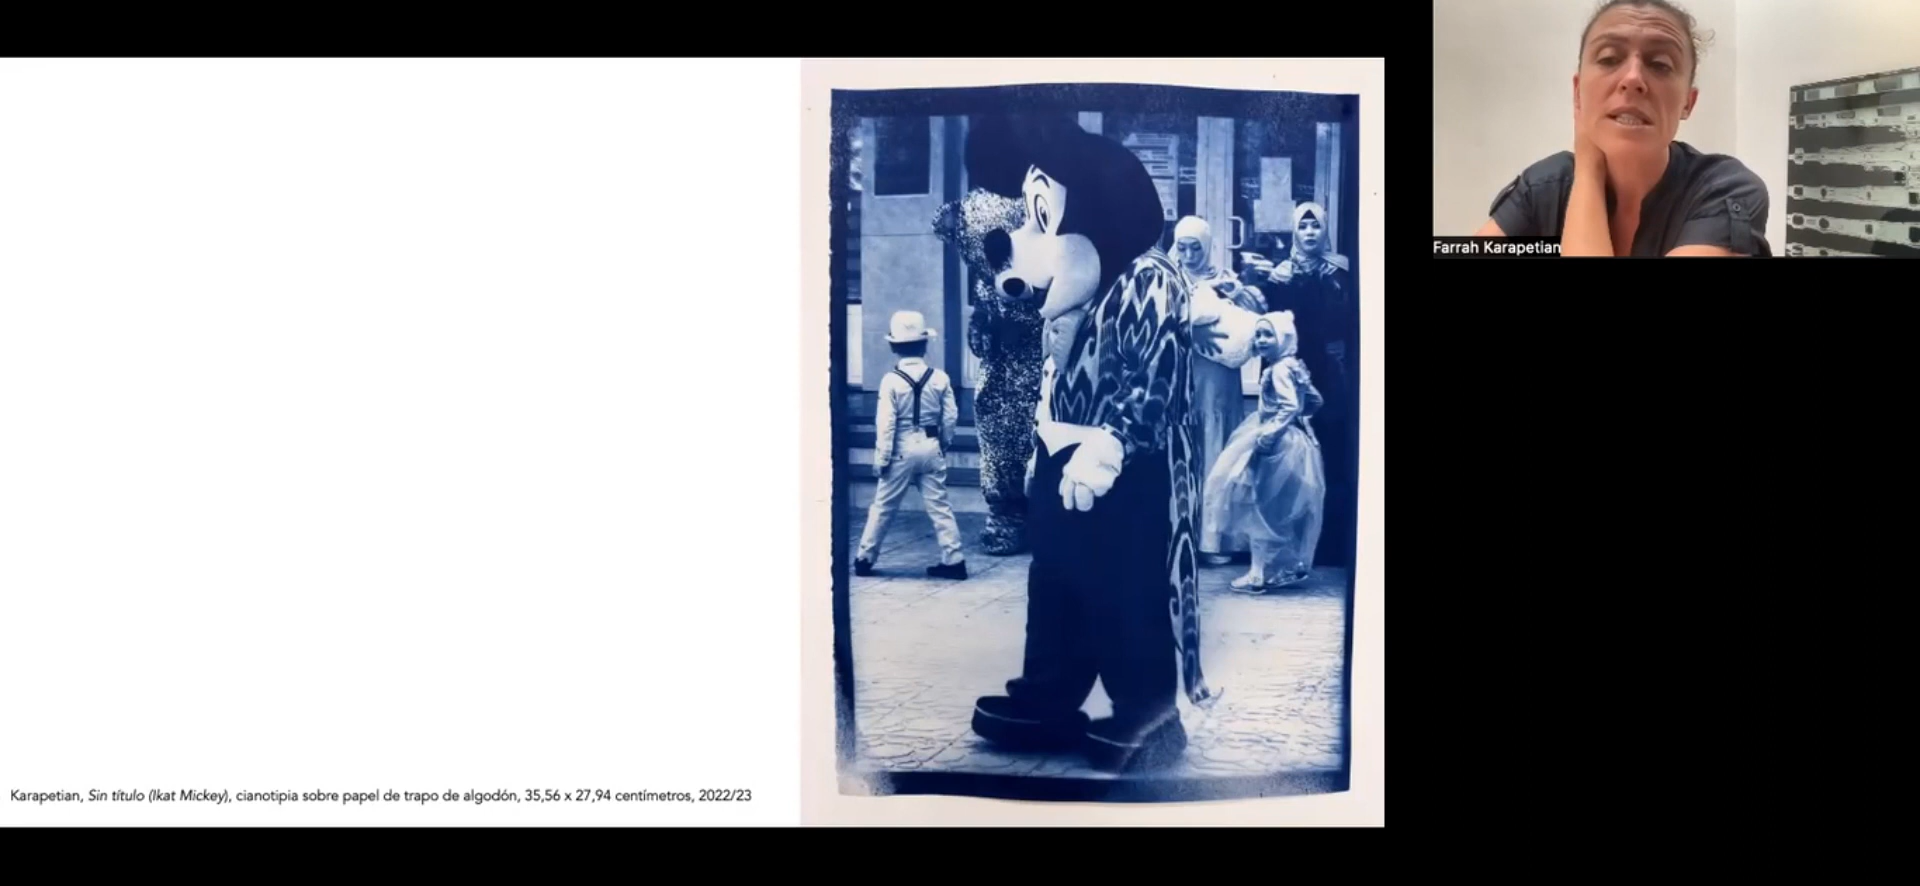 Farrah Karapetian
Karapetian, Sin título (Ikat Mickey), cianotipia sobre papel de trapo de algodón, 35,56 x 27,94 centímetros, 2022/23